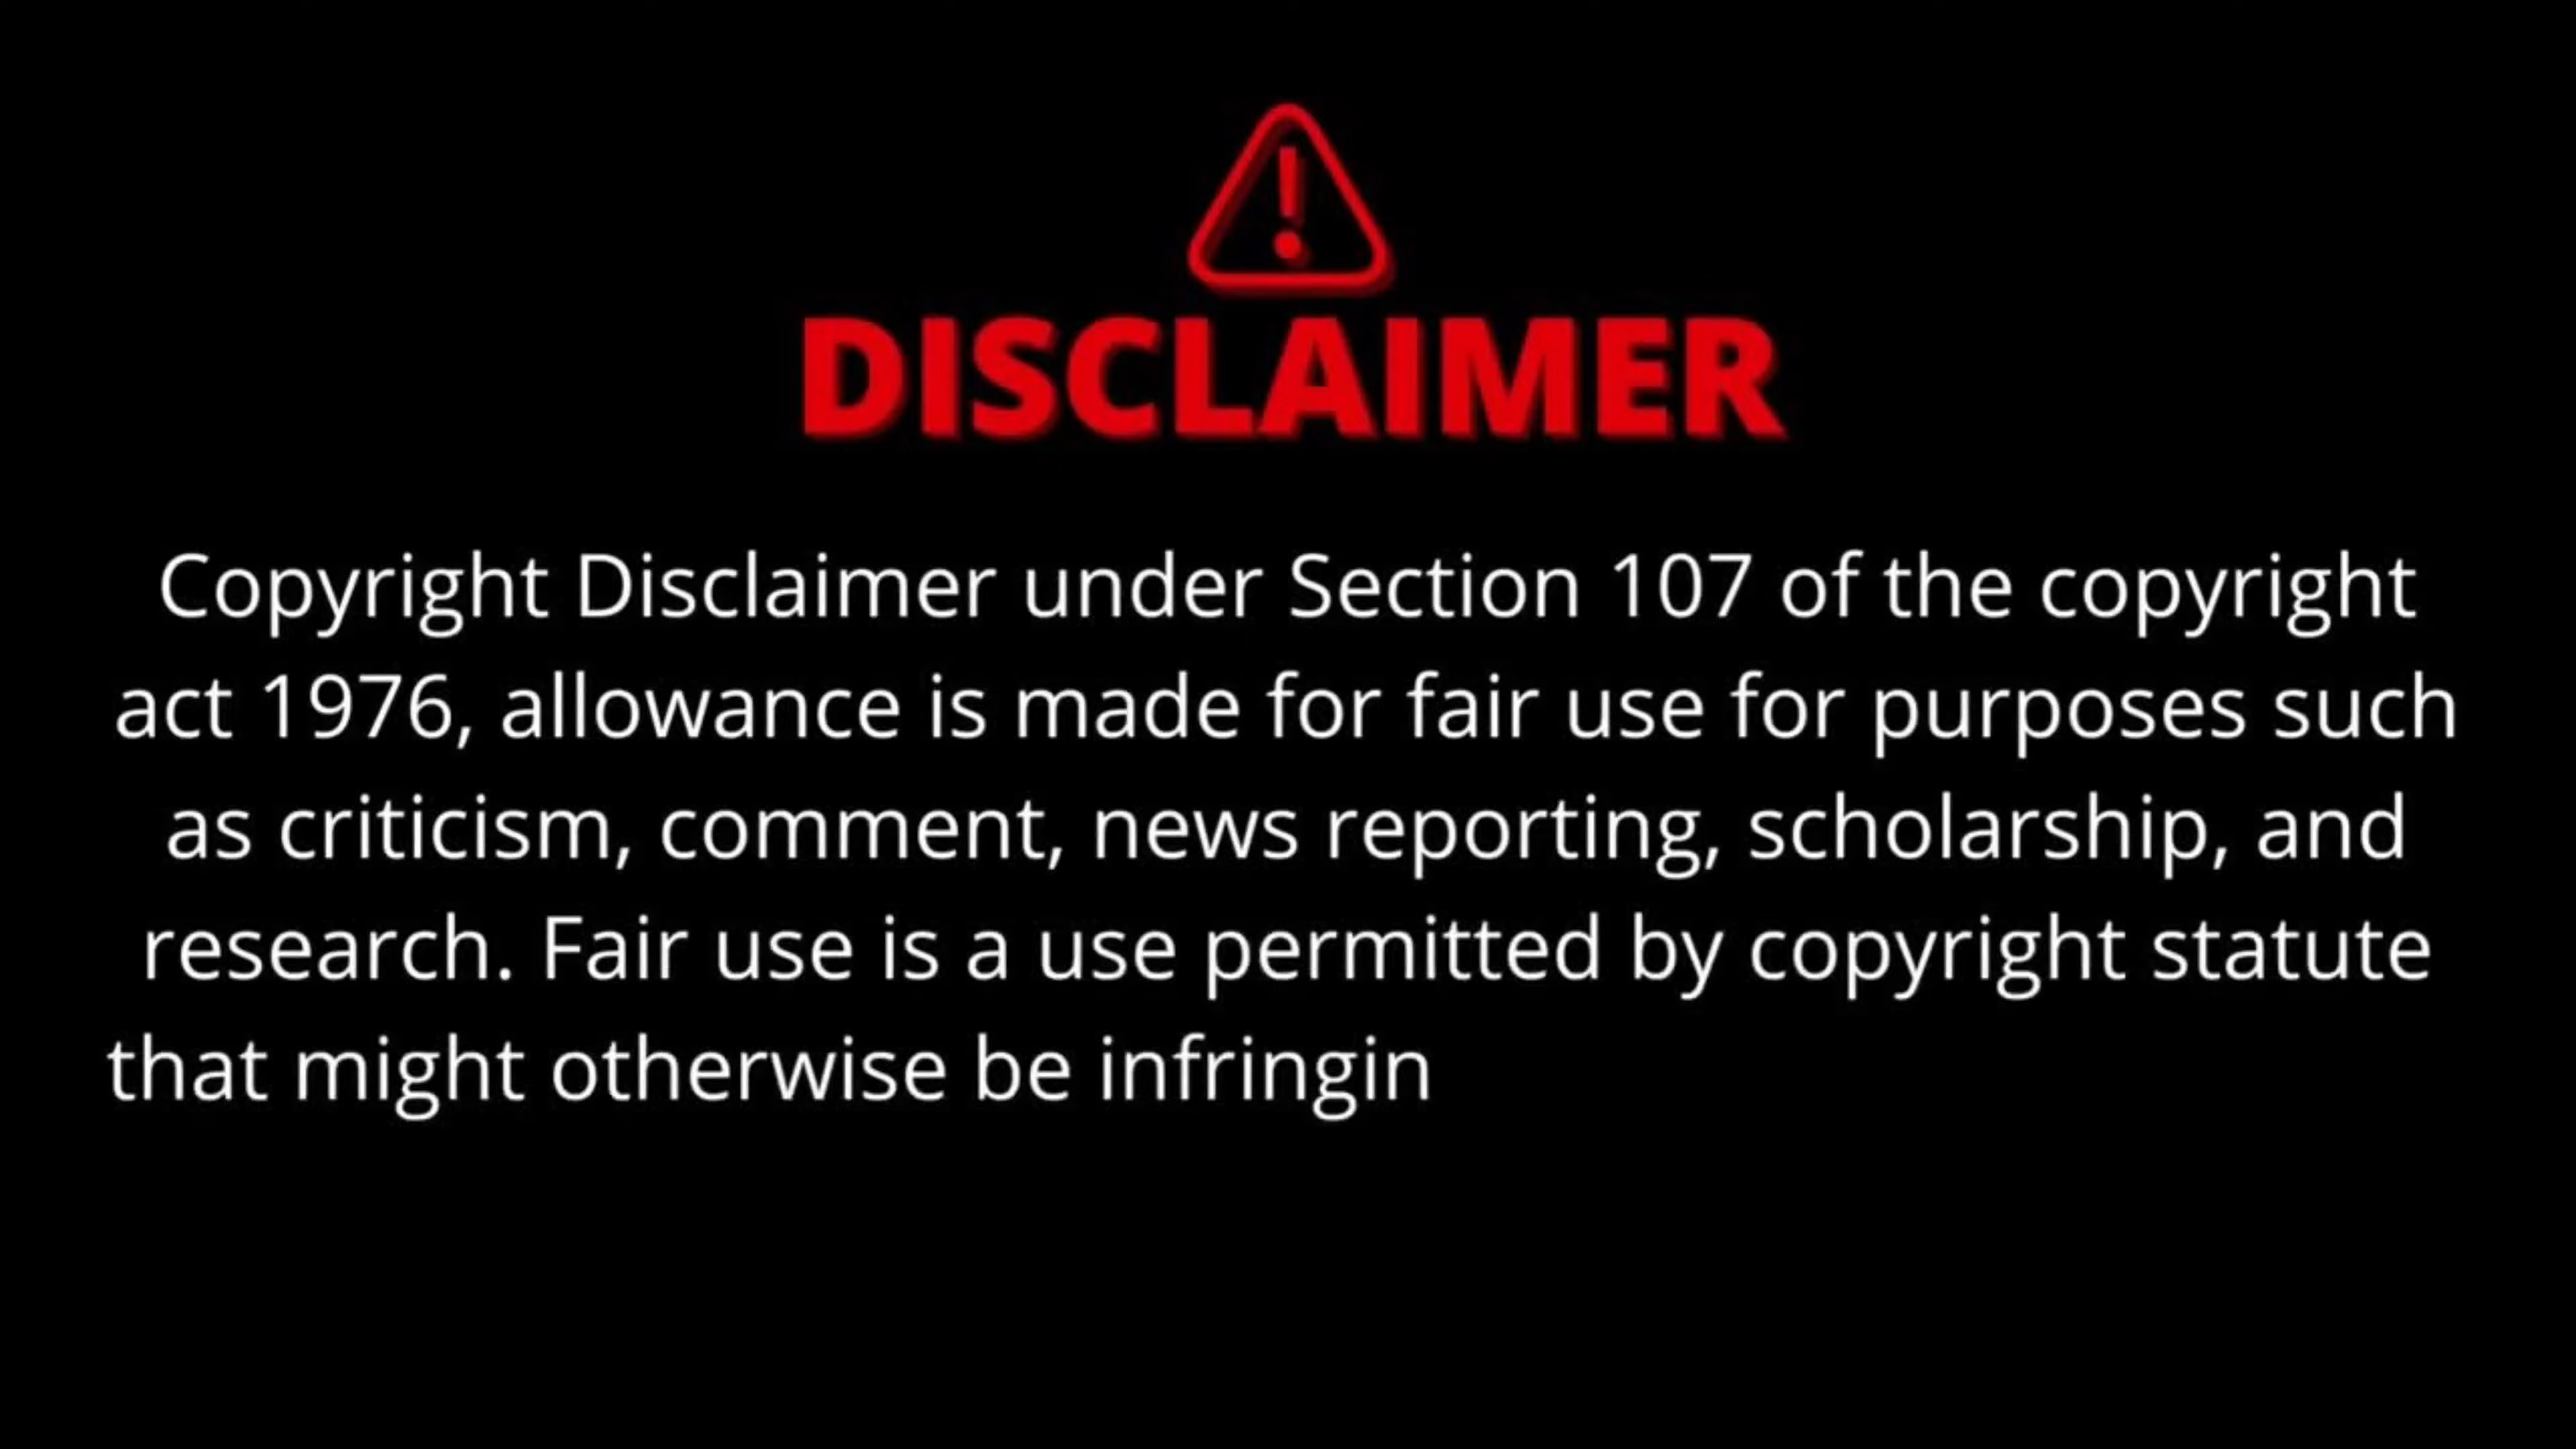 DISCLAIMER
Copyright Disclaimer under Section 107 of the copyright
act 1976, allowance is made for fair use for purposes such
as criticism, comment, news reporting, scholarship, and
research. Fair use is a use permitted by copyright statute
that might otherwise be infringin